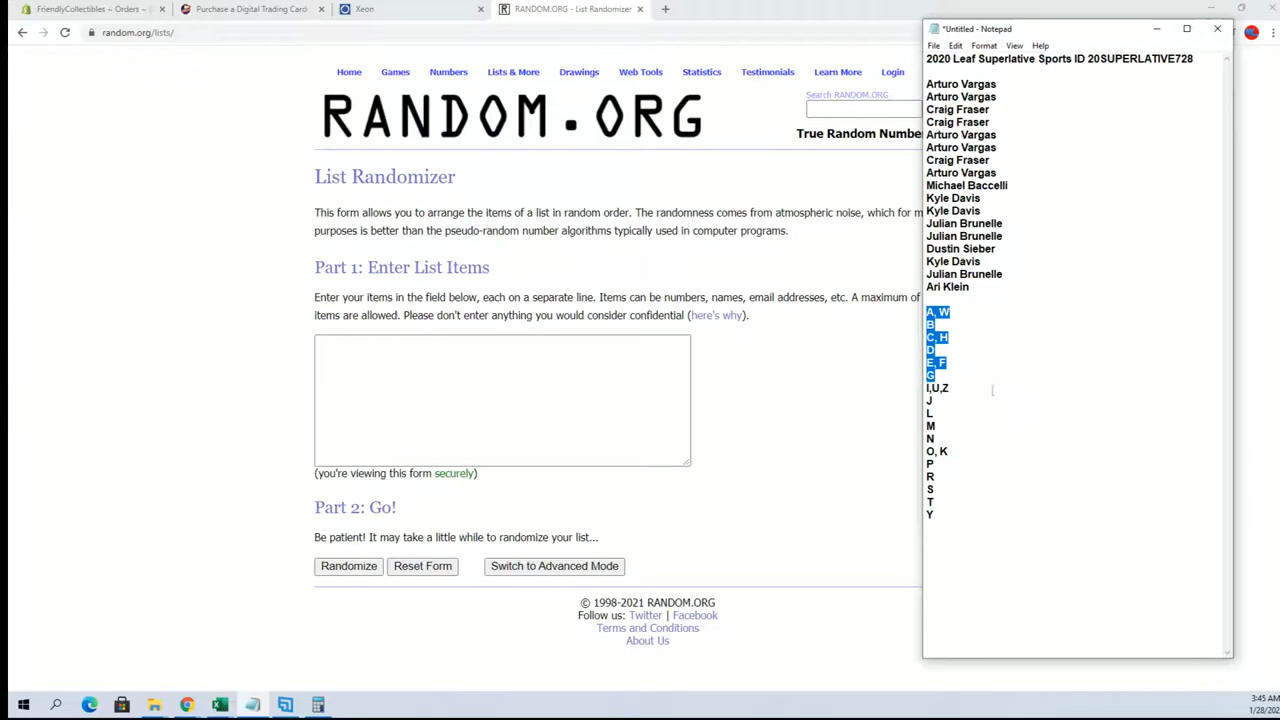 FriendlyCollectibles ~ Orders ~
Purchase a Digital Trading Card
Xeon
RANDOM.ORG - List Randomizer
random.org/lists/
Home
Games
Numbers
Lists & More
Drawings
Web Tools
Statistics
Testimonials
Learn More
Login
RANDOM.ORG
Search RANDOM.ORG
True Random Number
List Randomizer
This form allows you to arrange the items of a list in random order. The randomness comes from atmospheric noise, which for m
purposes is better than the pseudo-random number algorithms typically used in computer programs.
Part 1: Enter List Items
Enter your items in the field below, each on a separate line. Items can be numbers, names, email addresses, etc. A maximum of
items are allowed. Please don't enter anything you would consider confidential (here's why).
(you're viewing this form securely)
Part 2: Go!
Be patient! It may take a little while to randomize your list...
Randomize
Reset Form
Switch to Advanced Mode
© 1998-2021 RANDOM.ORG
Follow us: Twitter | Facebook
Terms and Conditions
About Us
*Untitled - Notepad
File Edit Format View Help
2020 Leaf Superlative Sports ID 20SUPERLATIVE728
Arturo Vargas
Arturo Vargas
Craig Fraser
Craig Fraser
Arturo Vargas
Arturo Vargas
Craig Fraser
Arturo Vargas
Michael Baccelli
Kyle Davis
Kyle Davis
Julian Brunelle
Julian Brunelle
Dustin Sieber
Kyle Davis
Julian Brunelle
Ari Klein
A, W
B
C, H
D
E, F
G
I,U,Z
J
L
M
N
O, K
P
R
S
T
Y
3:45 AM
1/28/202